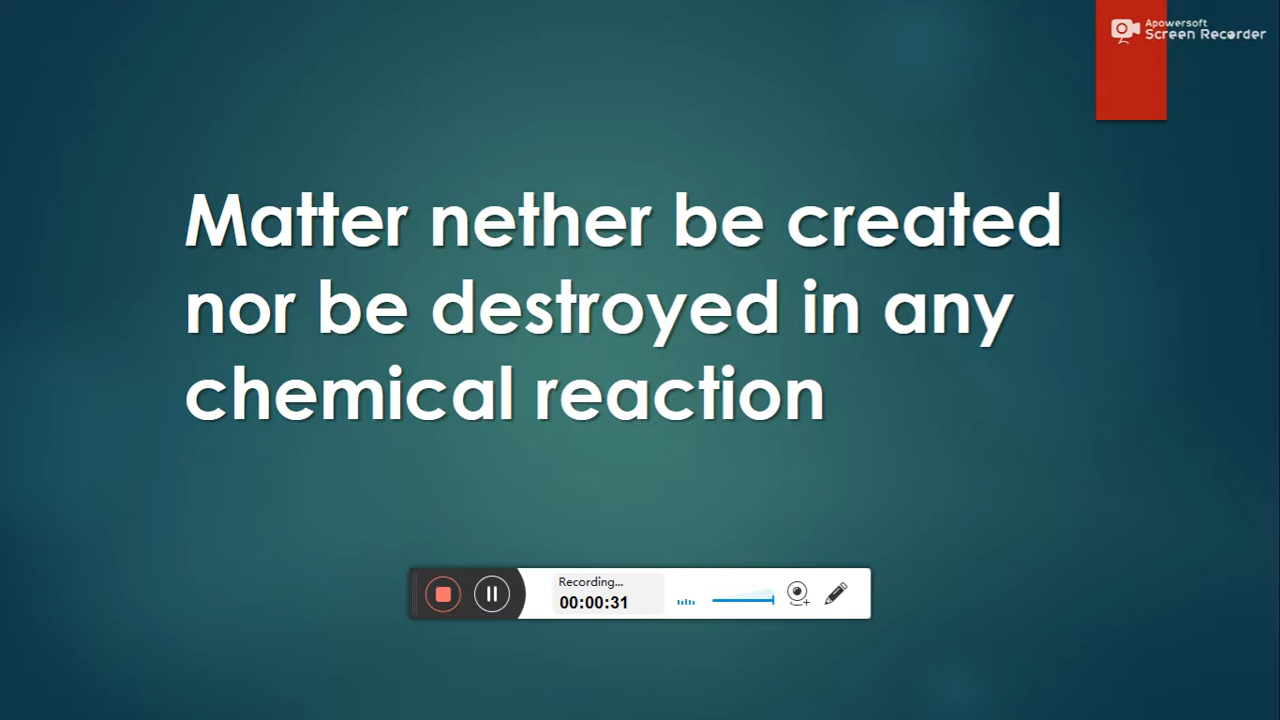 Apowersoft
Screen Recorder
Matter nether be created
nor be destroyed in any
chemical reaction
Recording...
00:00:31